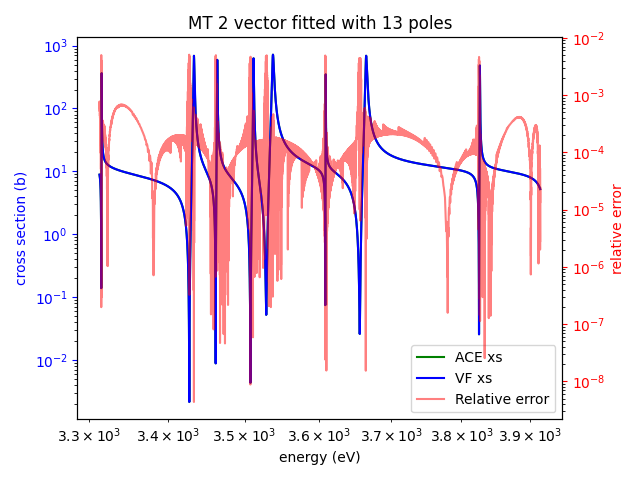 MT 2 vector fitted with 13 poles
10³
10²
10¹
10⁰
10⁻¹
10⁻²
cross section (b)
10⁻²
10⁻³
10⁻⁴
10⁻⁵
10⁻⁶
10⁻⁷
10⁻⁸
relative error
ACE xs
VF xs
Relative error
3.3 × 10³ 3.4 × 10³ 3.5 × 10³ 3.6 × 10³ 3.7 × 10³ 3.8 × 10³ 3.9 × 10³
energy (eV)